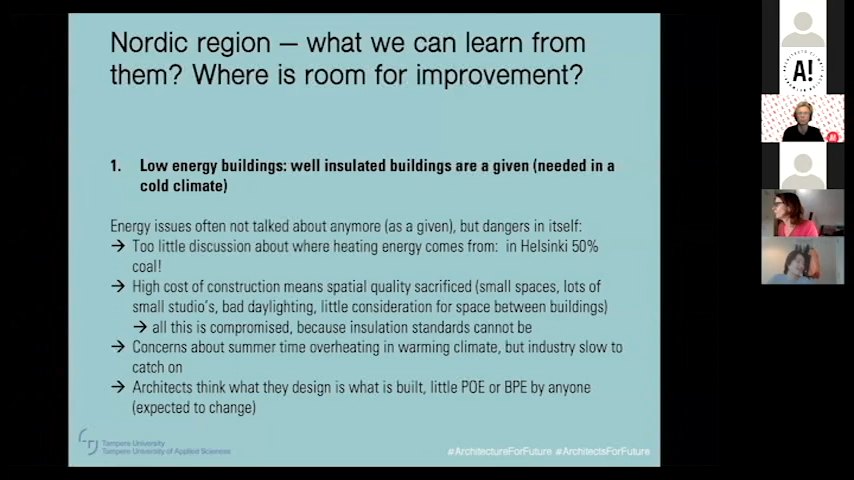 Nordic region – what we can learn from
them? Where is room for improvement?
1. Low energy buildings: well insulated buildings are a given (needed in a
cold climate)
Energy issues often not talked about anymore (as a given), but dangers in itself:
→ Too little discussion about where heating energy comes from: in Helsinki 50%
coal!
→ High cost of construction means spatial quality sacrificed (small spaces, lots of
small studio's, bad daylighting, little consideration for space between buildings)
→ all this is compromised, because insulation standards cannot be
→ Concerns about summer time overheating in warming climate, but industry slow to
catch on
→ Architects think what they design is what is built, little POE or BPE by anyone
(expected to change)
Tampere University
Tampere University of Applied Sciences
#ArchitectureForFuture #ArchitectsForFuture
A!